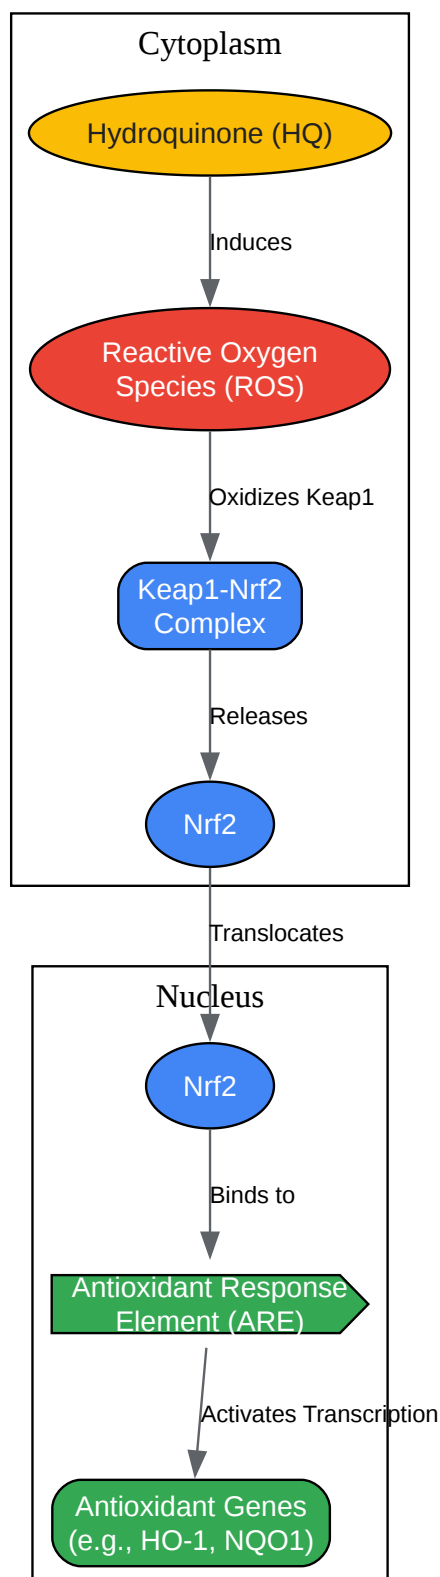 Cytoplasm
Hydroquinone (HQ)
Induces
Reactive Oxygen
Species (ROS)
Oxidizes Keap1
Keap1-Nrf2
Complex
Releases
Nrf2
Translocates
Nucleus
Nrf2
Binds to
Antioxidant Response
Element (ARE)
Activates Transcription
Antioxidant Genes
(e.g., HO-1, NQO1)